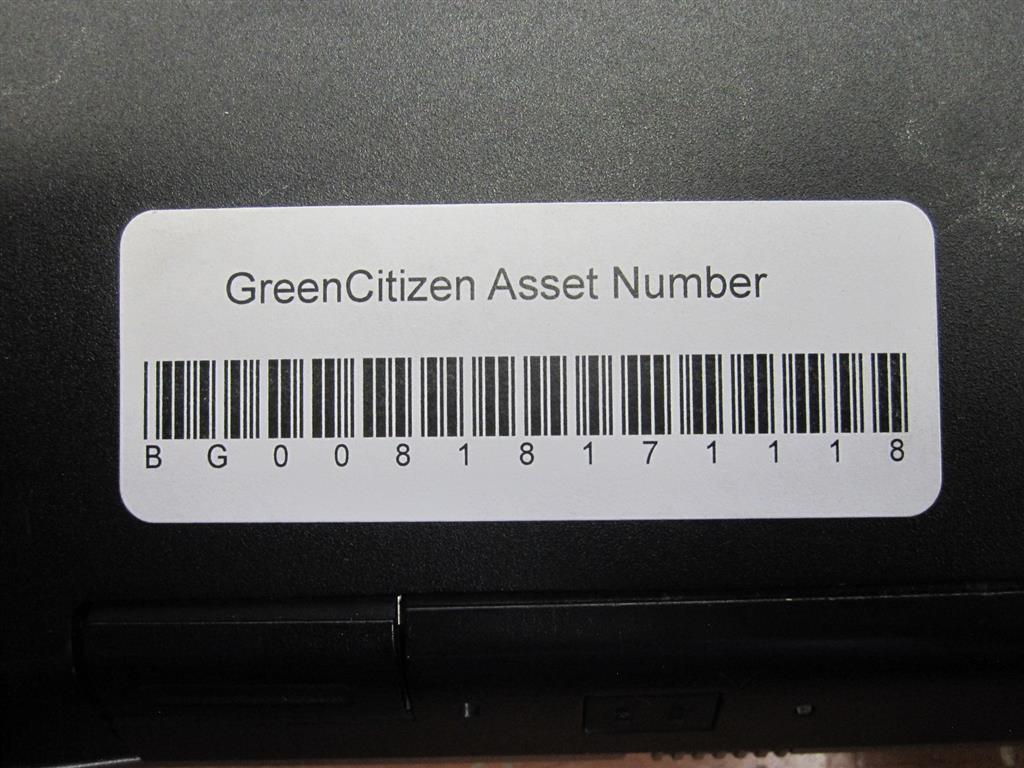 GreenCitizen Asset Number
B G 0 0 8 1 8 1 7 1 1 1 8